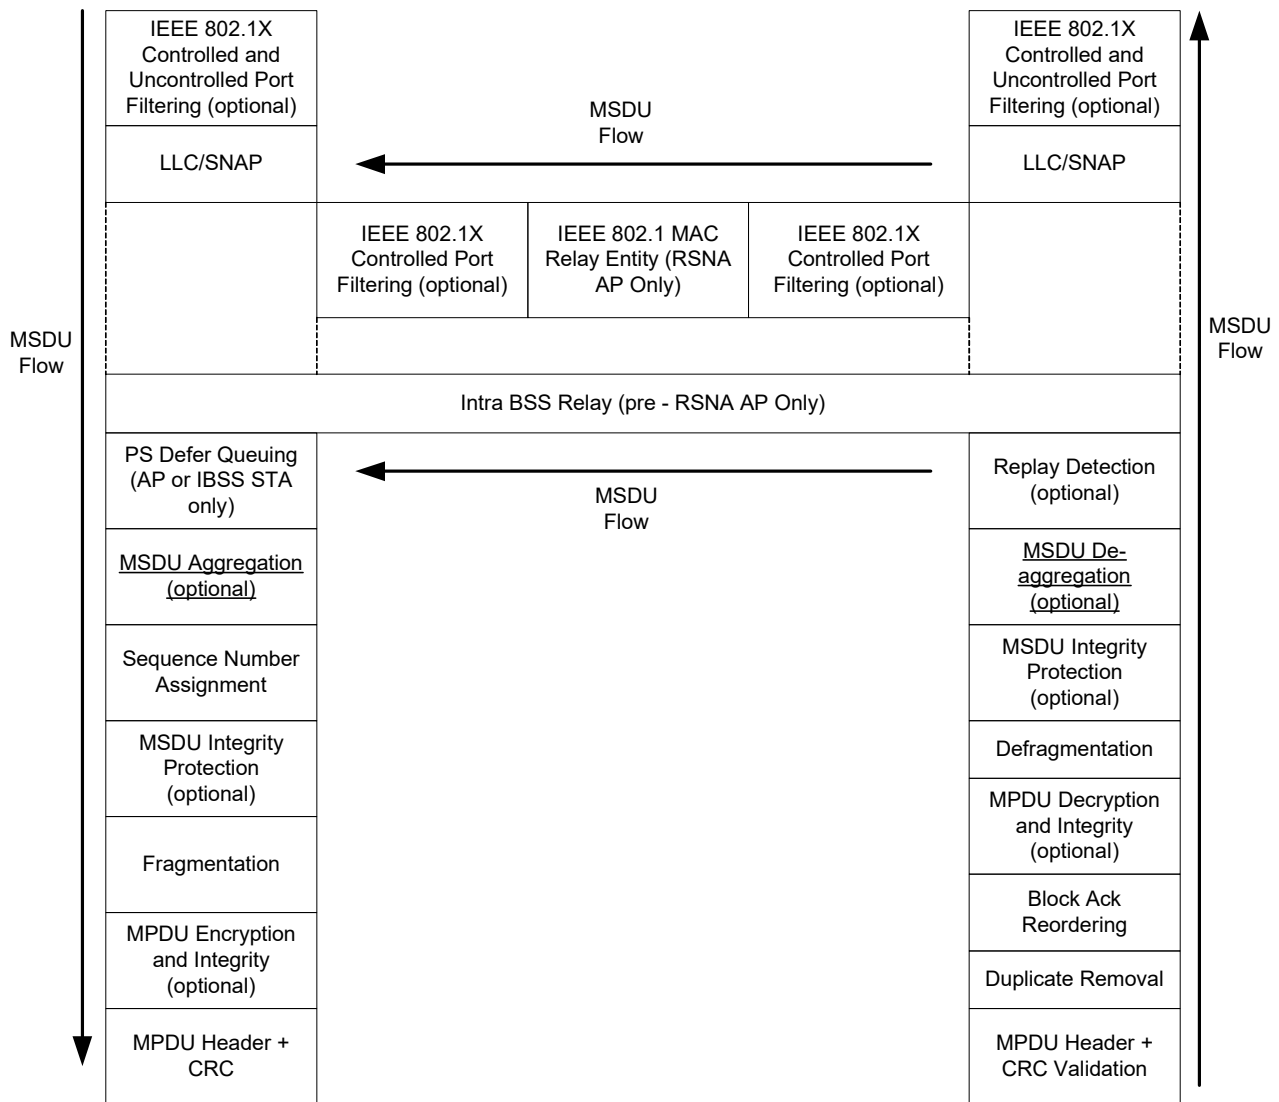 IEEE 802.1X
Controlled and
Uncontrolled Port
Filtering (optional)
LLC/SNAP
MSDU
Flow
IEEE 802.1X
Controlled and
Uncontrolled Port
Filtering (optional)
LLC/SNAP
IEEE 802.1X
Controlled Port
Filtering (optional)
IEEE 802.1 MAC
Relay Entity (RSNA
AP Only)
IEEE 802.1X
Controlled Port
Filtering (optional)
MSDU
Flow
MSDU
Flow
Intra BSS Relay (pre - RSNA AP Only)
PS Defer Queuing
(AP or IBSS STA
only)
MSDU Aggregation
(optional)
Sequence Number
Assignment
MSDU Integrity
Protection
(optional)
Fragmentation
MPDU Encryption
and Integrity
(optional)
MPDU Header +
CRC
MSDU
Flow
Replay Detection
(optional)
MSDU De-
aggregation
(optional)
MSDU Integrity
Protection
(optional)
Defragmentation
MPDU Decryption
and Integrity
(optional)
Block Ack
Reordering
Duplicate Removal
MPDU Header +
CRC Validation